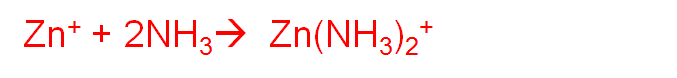 Zn⁺ + 2NH₃→ Zn(NH₃)₂⁺